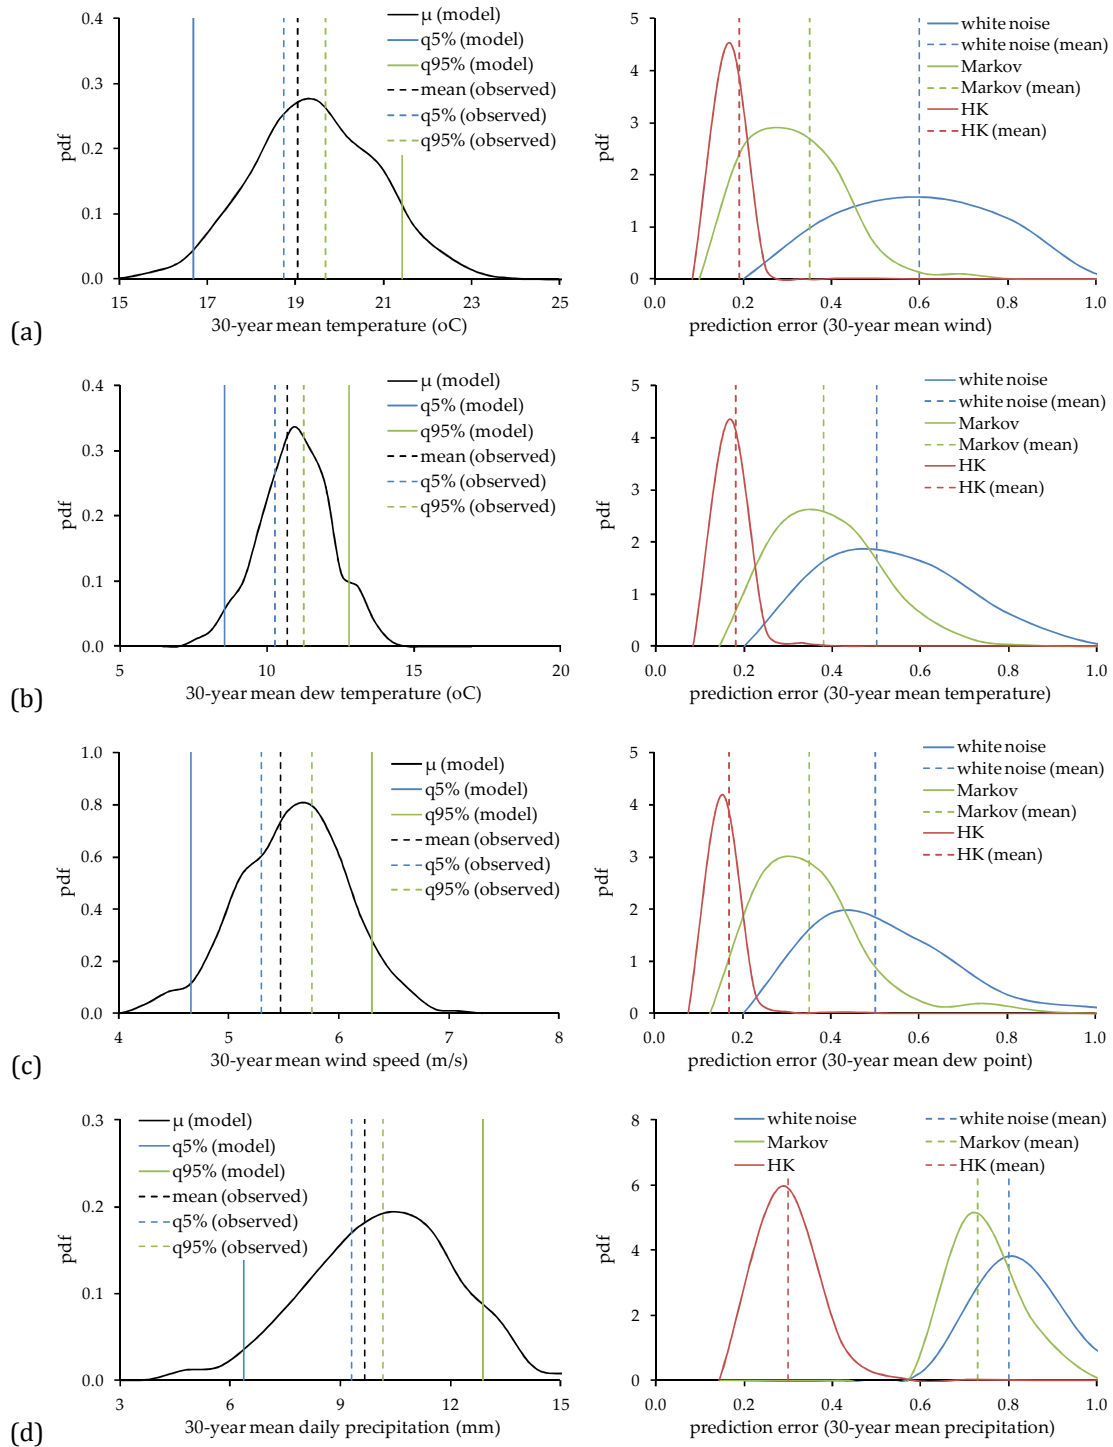 0.4
0.3
0.2
0.1
0.0
pdf
15 17 19 21 23 25
30-year mean temperature (oC)
μ (model)
q5% (model)
q95% (model)
mean (observed)
q5% (observed)
q95% (observed)
(a)
5
4
3
2
1
0
pdf
0.0 0.2 0.4 0.6 0.8 1.0
prediction error (30-year mean wind)
white noise
white noise (mean)
Markov
Markov (mean)
HK
HK (mean)
0.4
0.3
0.2
0.1
0.0
pdf
5 10 15 20
30-year mean dew temperature (oC)
μ (model)
q5% (model)
q95% (model)
mean (observed)
q5% (observed)
q95% (observed)
(b)
5
4
3
2
1
0
pdf
0.0 0.2 0.4 0.6 0.8 1.0
prediction error (30-year mean temperature)
white noise
white noise (mean)
Markov
Markov (mean)
HK
HK (mean)
1.0
0.8
0.6
0.4
0.2
0.0
pdf
4 5 6 7 8
30-year mean wind speed (m/s)
μ (model)
q5% (model)
q95% (model)
mean (observed)
q5% (observed)
q95% (observed)
(c)
5
4
3
2
1
0
pdf
0.0 0.2 0.4 0.6 0.8 1.0
prediction error (30-year mean dew point)
white noise
white noise (mean)
Markov
Markov (mean)
HK
HK (mean)
0.3
0.2
0.1
0.0
pdf
3 6 9 12 15
30-year mean daily precipitation (mm)
μ (model)
q5% (model)
q95% (model)
mean (observed)
q5% (observed)
q95% (observed)
(d)
8
6
4
2
0
pdf
0.0 0.2 0.4 0.6 0.8 1.0
prediction error (30-year mean precipitation)
white noise white noise (mean)
Markov Markov (mean)
HK HK (mean)